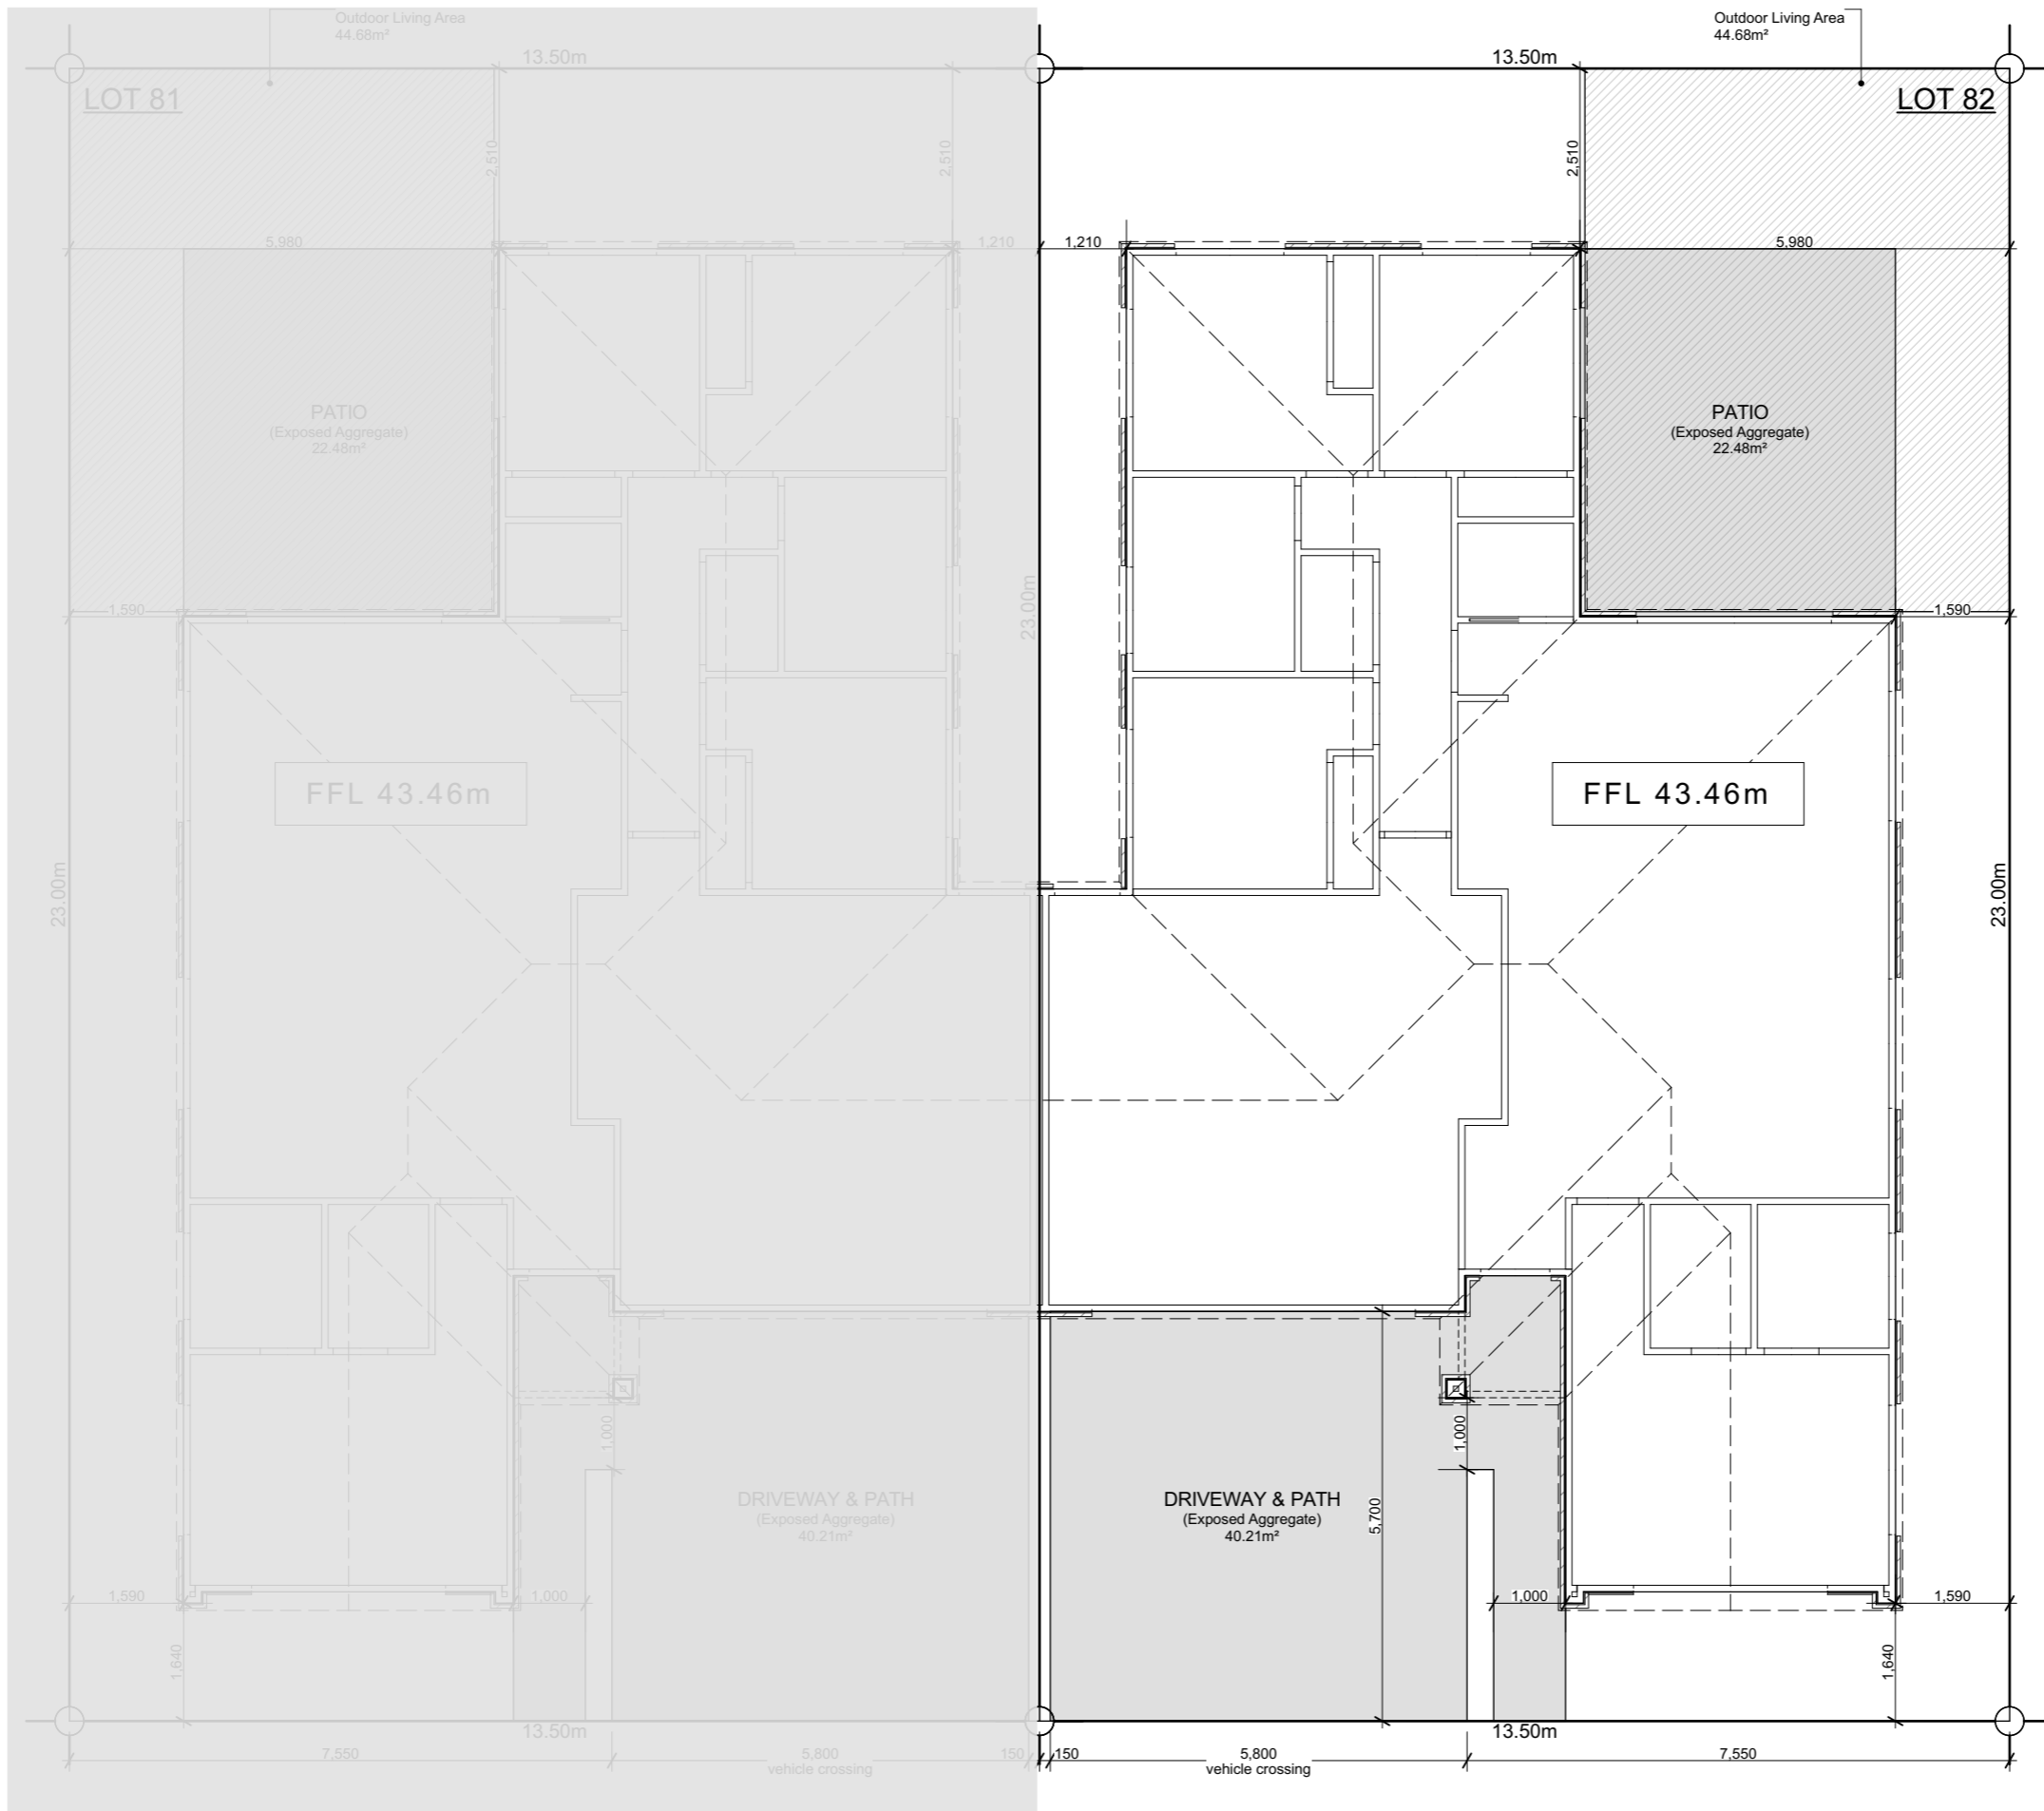 Outdoor Living Area
44.68m²
Outdoor Living Area
44.68m²
13.50m
13.50m
LOT 81
LOT 82
2,510
2,510
2,510
5,980
1,210
1,210
5,980
PATIO
(Exposed Aggregate)
22.48m²
PATIO
(Exposed Aggregate)
22.48m²
1,590
23.00m
1,590
FFL 43.46m
FFL 43.46m
23.00m
23.00m
1,000
1,000
DRIVEWAY & PATH
(Exposed Aggregate)
40.21m²
DRIVEWAY & PATH
(Exposed Aggregate)
40.21m²
5,700
1,590
1,000
1,000
1,590
1,640
1,640
13.50m
13.50m
7,550
5,800
vehicle crossing
150
150
5,800
vehicle crossing
7,550